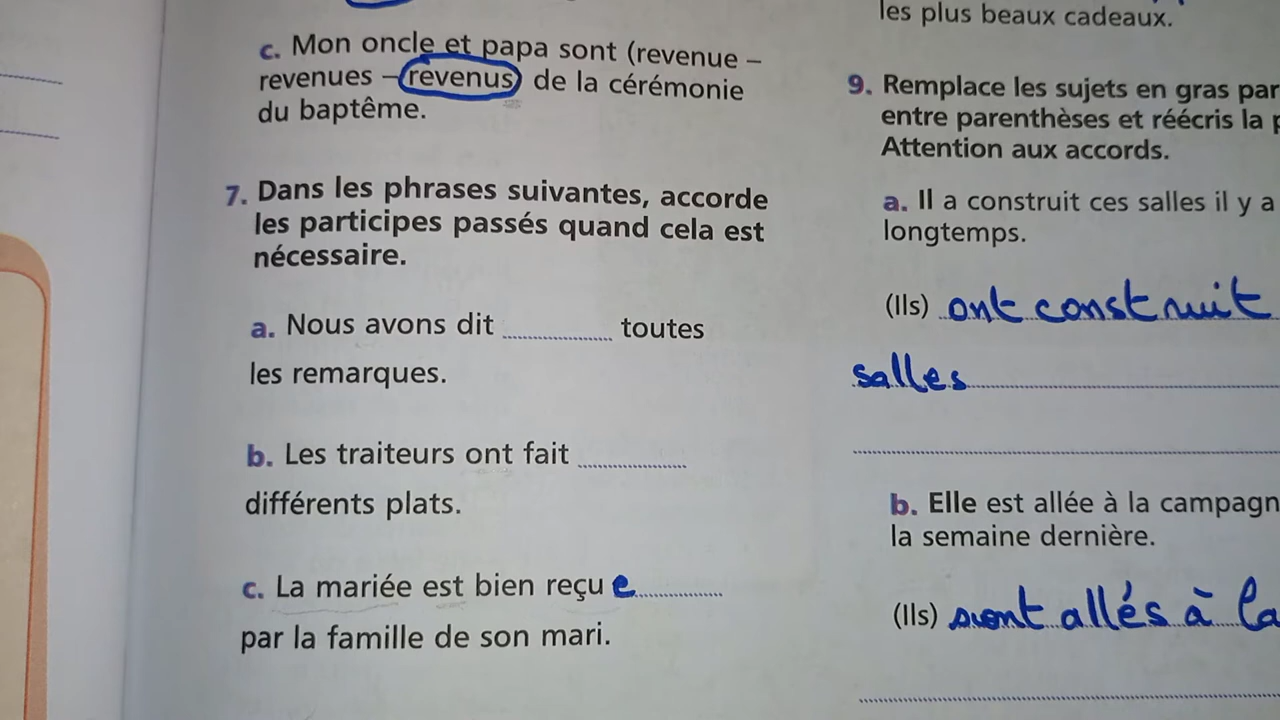 c. Mon oncle et papa sont (revenue –
revenues – revenus) de la cérémonie
du baptême.
7. Dans les phrases suivantes, accorde
les participes passés quand cela est
nécessaire.
a. Nous avons dit ............ toutes
les remarques.
b. Les traiteurs ont fait ............
différents plats.
c. La mariée est bien reçu e............
par la famille de son mari.
les plus beaux cadeaux.
9. Remplace les sujets en gras par
entre parenthèses et réécris la
Attention aux accords.
a. Il a construit ces salles il y a
longtemps.
(Ils) ont construit
salles
b. Elle est allée à la campagn
la semaine dernière.
(Ils) sont allés à la